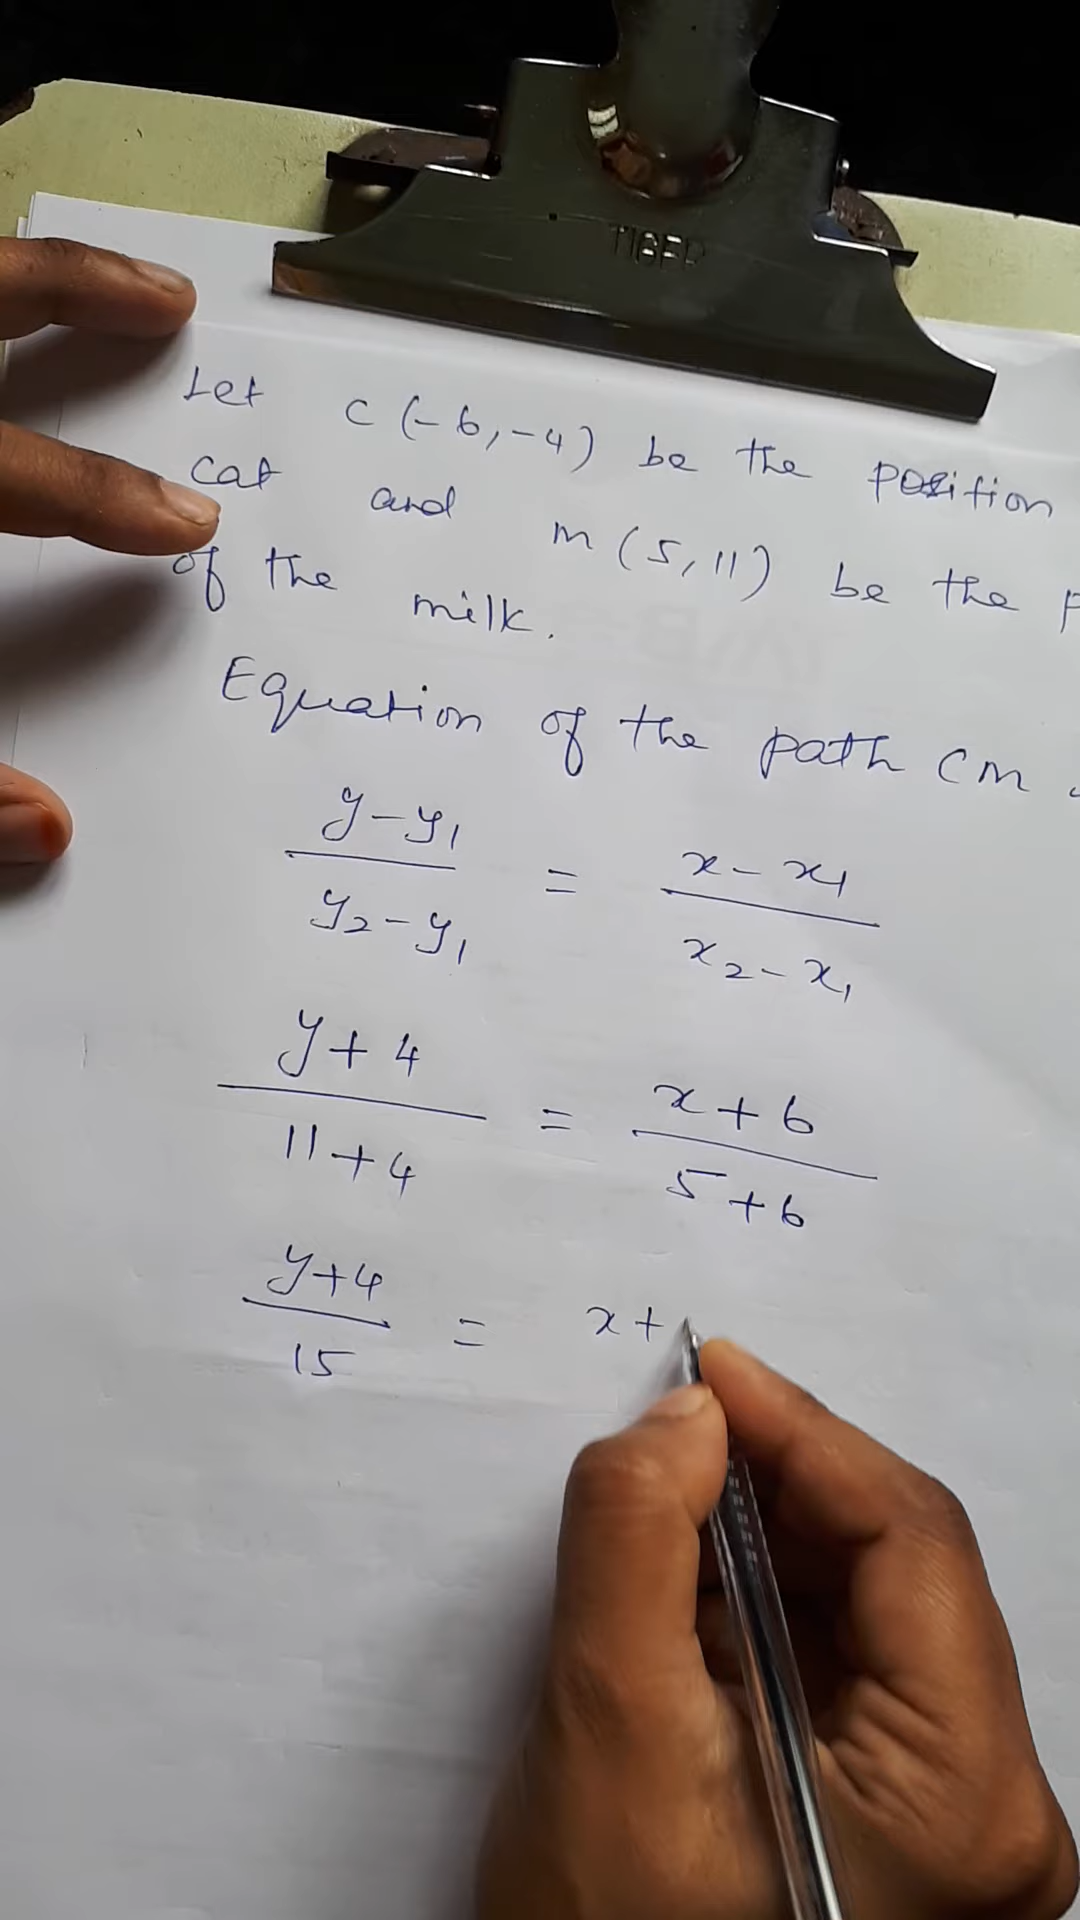 TIGER
Let C (-6, -4) be the position
cat and m (5, 11) be the
of the milk.
Equation of the path CM
y-y₁ / y₂-y₁ = x-x₁ / x₂-x₁
y+4 / 11+4 = x+6 / 5+6
y+4 / 15 = x+